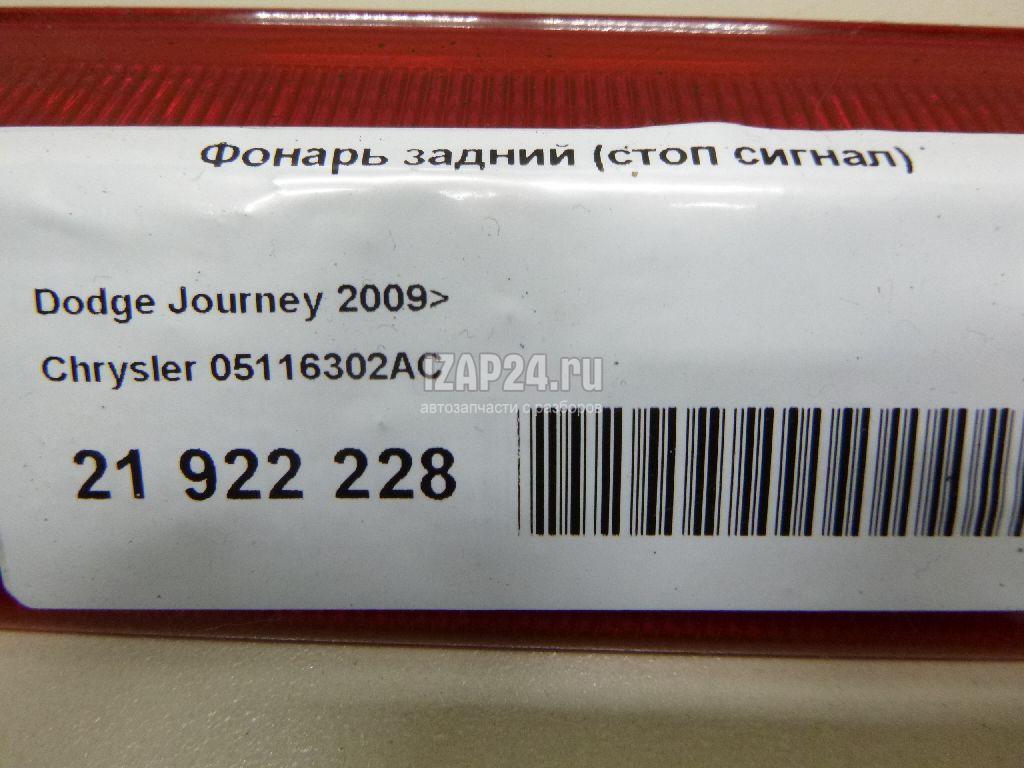 Фонарь задний (стоп сигнал)
Dodge Journey 2009>
Chrysler 05116302AC
iZAP24.ru
автозапчасти с разборов
21 922 228